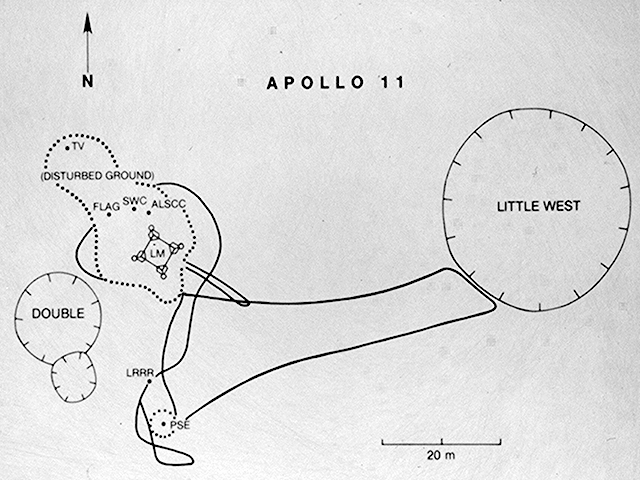 N
APOLLO 11
TV
(DISTURBED GROUND)
FLAG
SWC
ALSCC
LM
LITTLE WEST
DOUBLE
LRRR
PSE
20 m